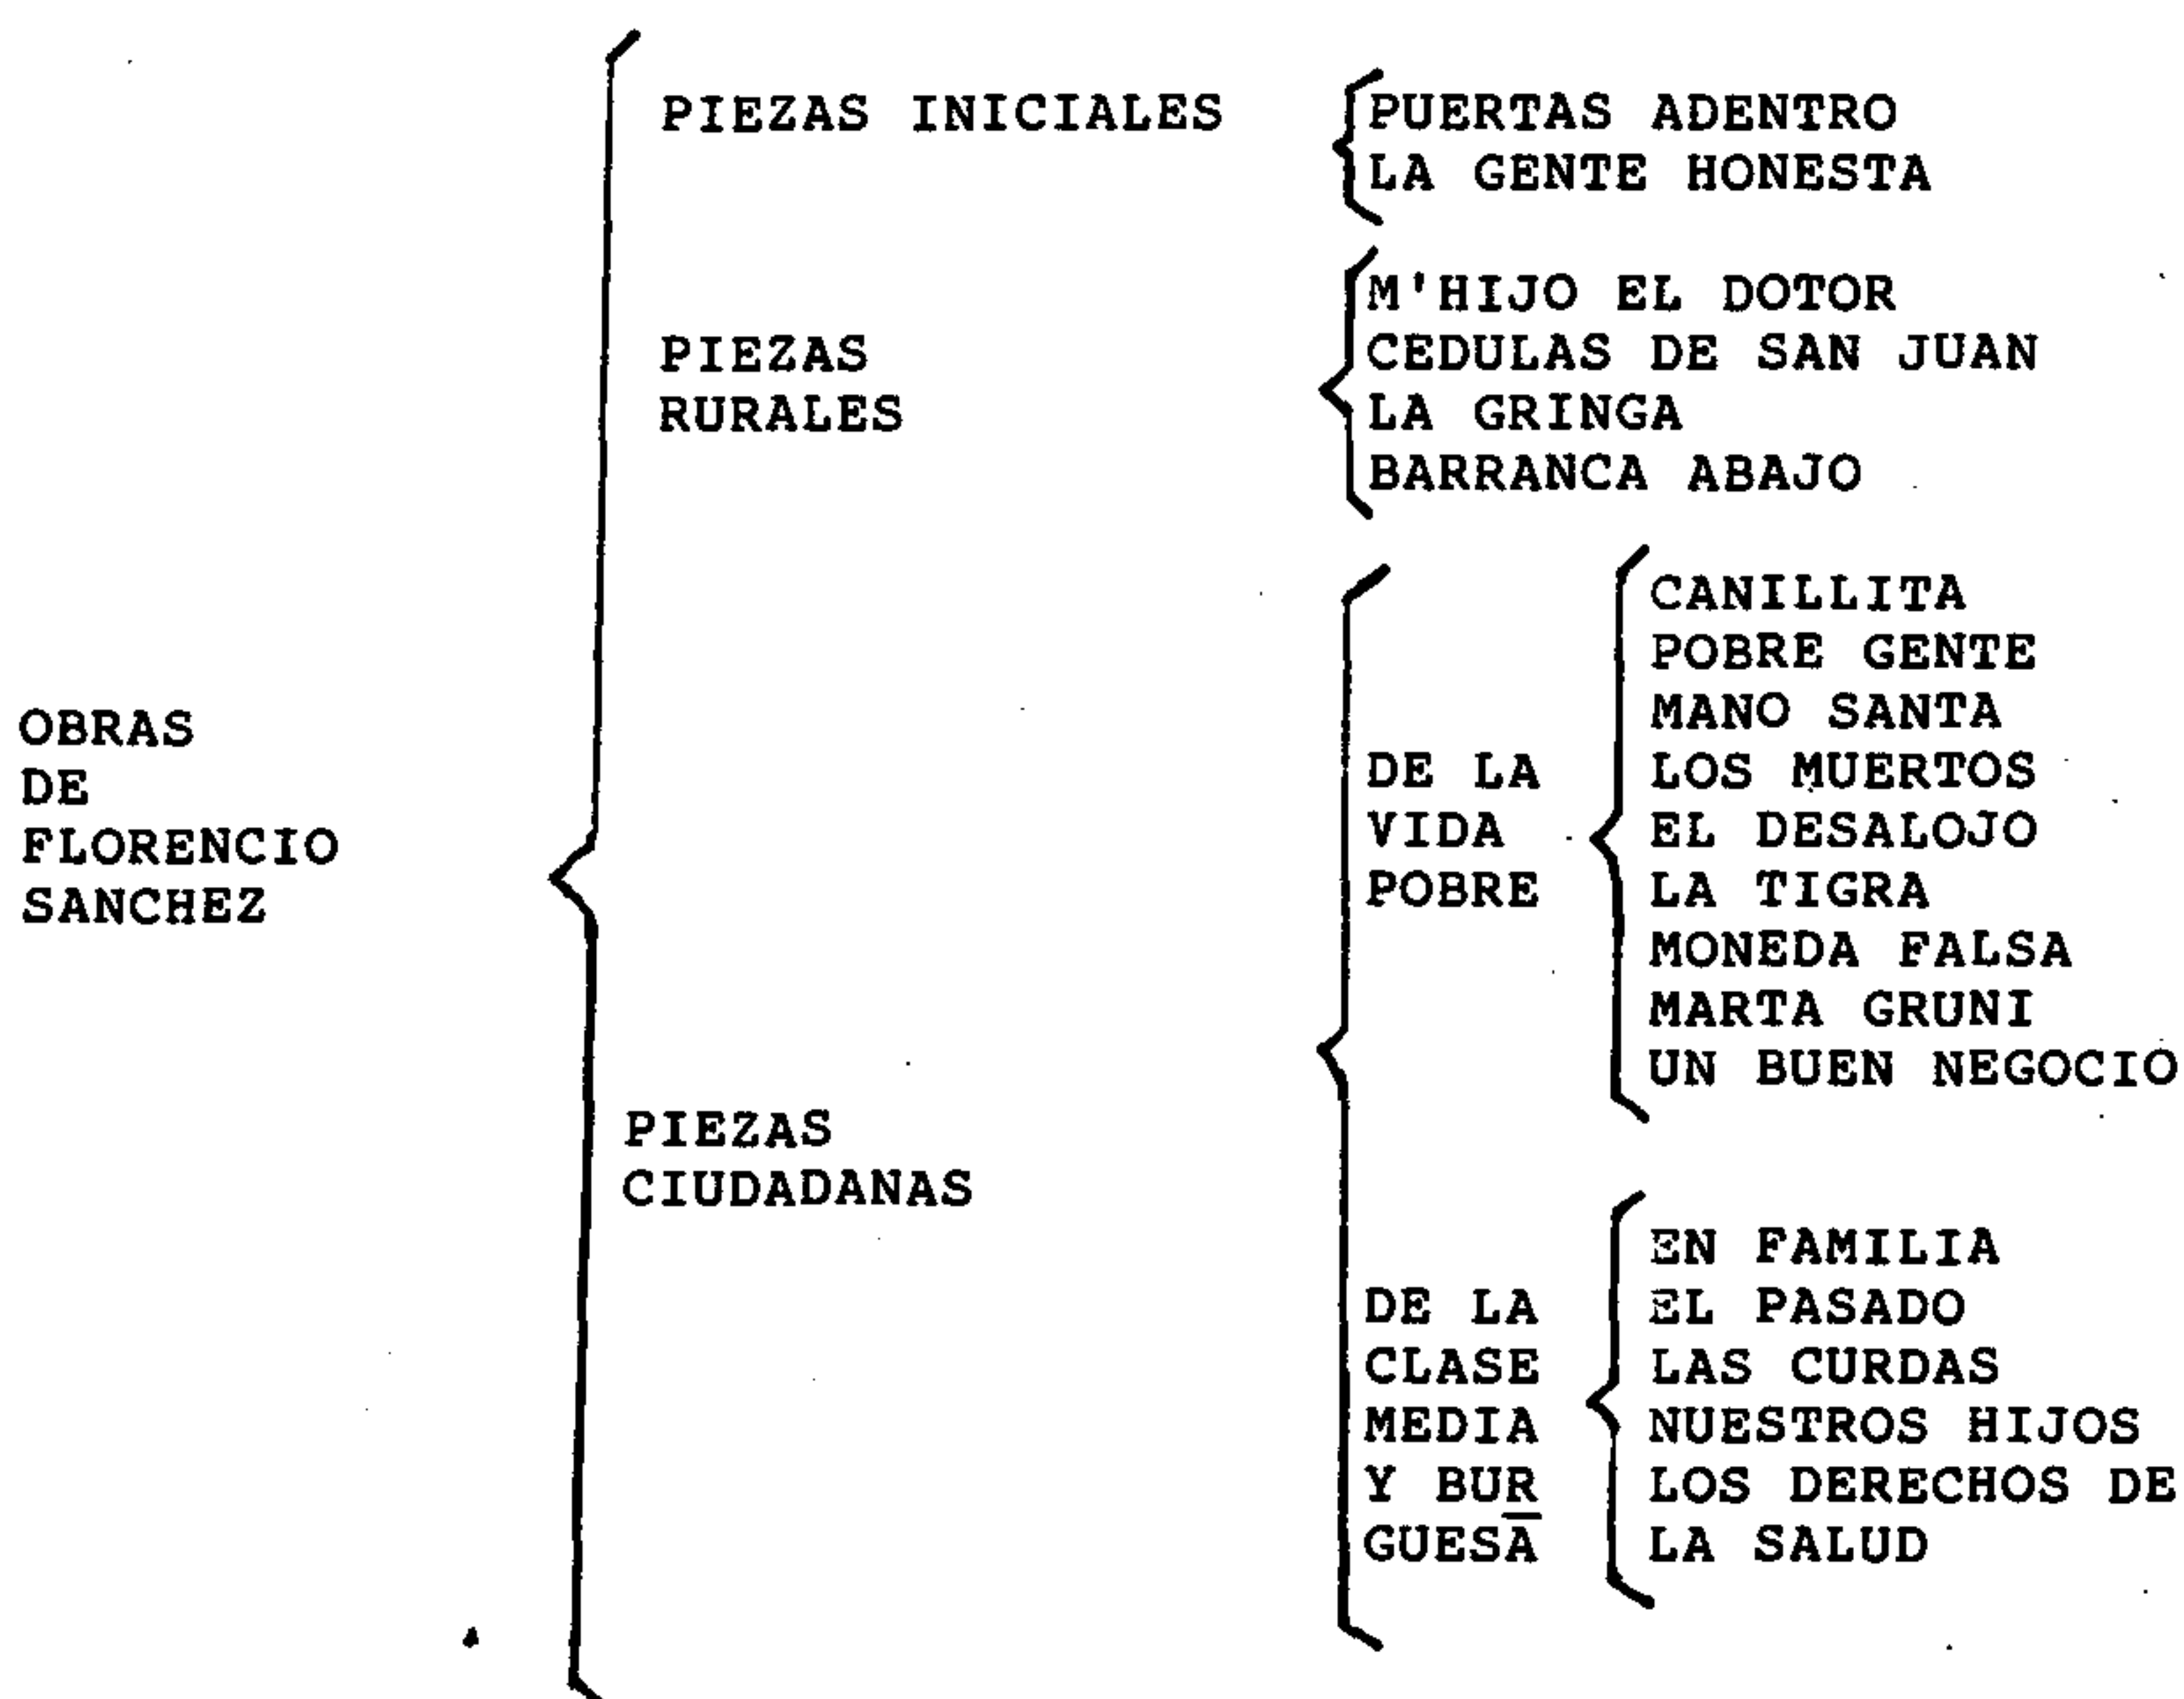 OBRAS
DE
FLORENCIO
SANCHEZ
PIEZAS INICIALES
PUERTAS ADENTRO
LA GENTE HONESTA
PIEZAS
RURALES
M'HIJO EL DOTOR
CEDULAS DE SAN JUAN
LA GRINGA
BARRANCA ABAJO
PIEZAS
CIUDADANAS
DE LA
VIDA
POBRE
CANILLITA
POBRE GENTE
MANO SANTA
LOS MUERTOS
EL DESALOJO
LA TIGRA
MONEDA FALSA
MARTA GRUNI
UN BUEN NEGOCIO
DE LA
CLASE
MEDIA
Y BUR
GUESA
EN FAMILIA
EL PASADO
LAS CURDAS
NUESTROS HIJOS
LOS DERECHOS DE
LA SALUD